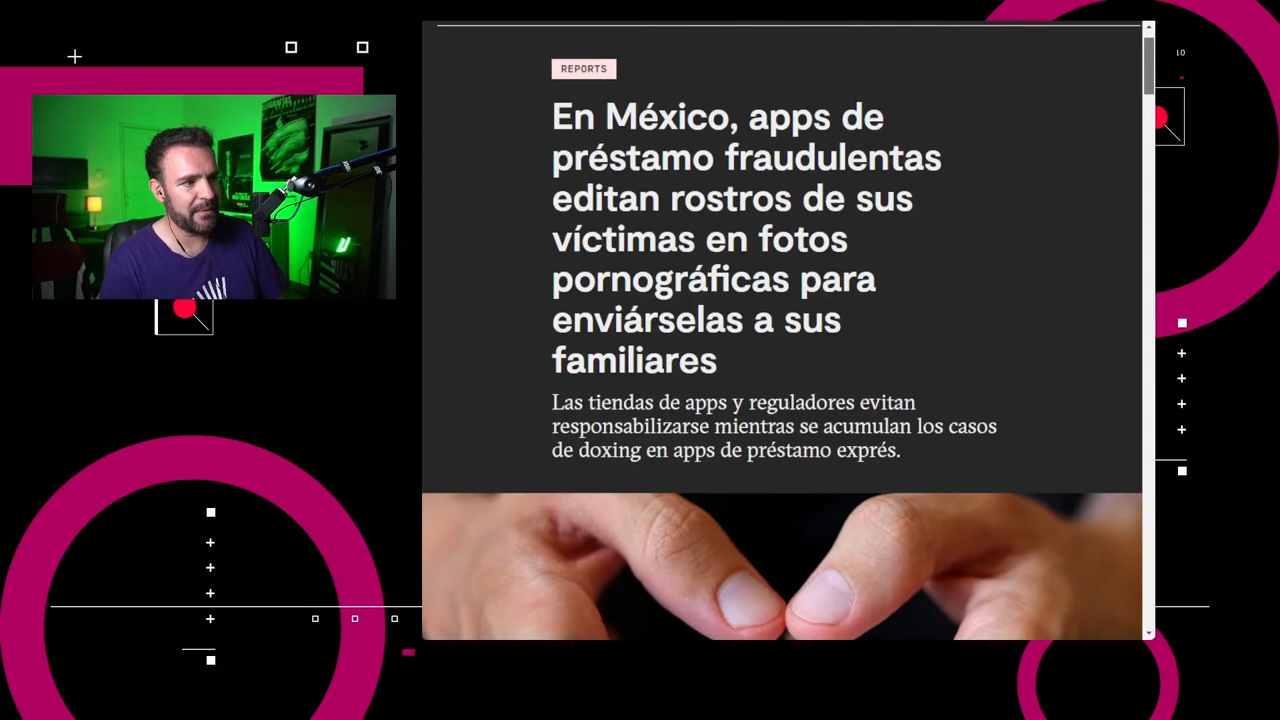 REPORTS
En México, apps de
préstamo fraudulentas
editan rostros de sus
víctimas en fotos
pornográficas para
enviárselas a sus
familiares
Las tiendas de apps y reguladores evitan
responsabilizarse mientras se acumulan los casos
de doxing en apps de préstamo exprés.